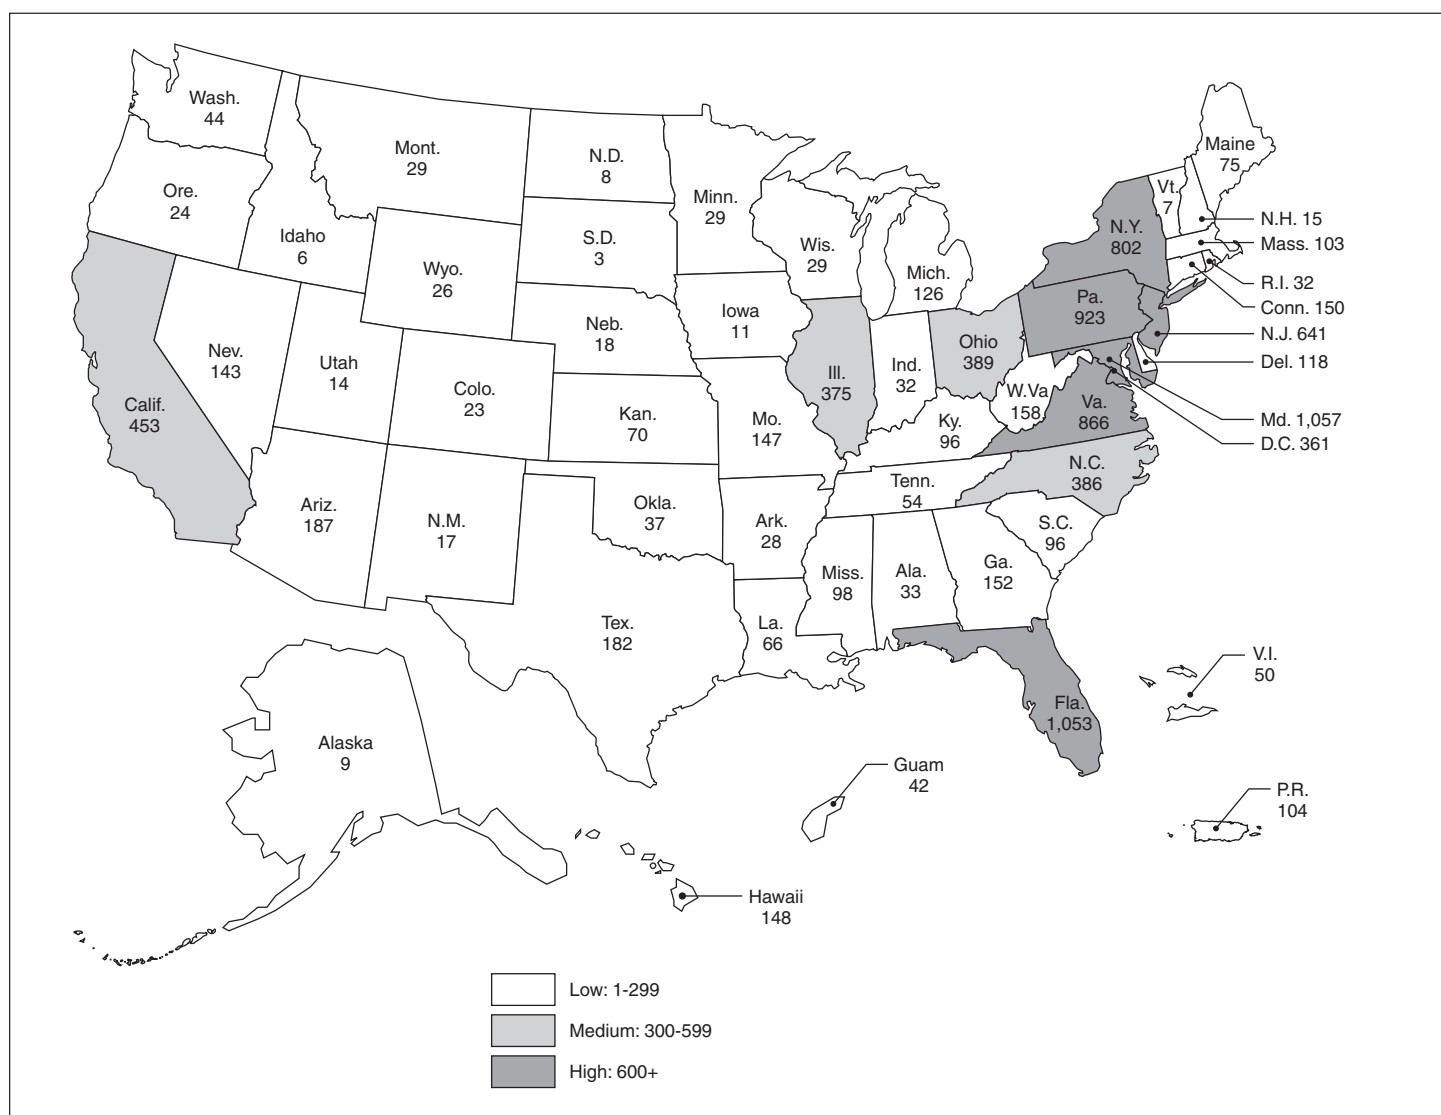 Wash.
44
Ore.
24
Calif.
453
Idaho
6
Nev.
143
Mont.
29
Wyo.
26
Utah
14
Colo.
23
Ariz.
187
N.M.
17
N.D.
8
S.D.
3
Neb.
18
Kan.
70
Okla.
37
Tex.
182
Minn.
29
Iowa
11
Mo.
147
Ark.
28
La.
66
Wis.
29
Ill.
375
Mich.
126
Ind.
32
Ohio
389
Ky.
96
Tenn.
54
Miss.
98
Ala.
33
Ga.
152
Fla.
1,053
S.C.
96
N.C.
386
Va.
866
W.Va
158
Pa.
923
N.Y.
802
Vt.
7
Maine
75
N.H. 15
Mass. 103
R.I. 32
Conn. 150
N.J. 641
Del. 118
Md. 1,057
D.C. 361
V.I.
50
P.R.
104
Guam
42
Hawaii
148
Alaska
9
Low: 1-299
Medium: 300-599
High: 600+